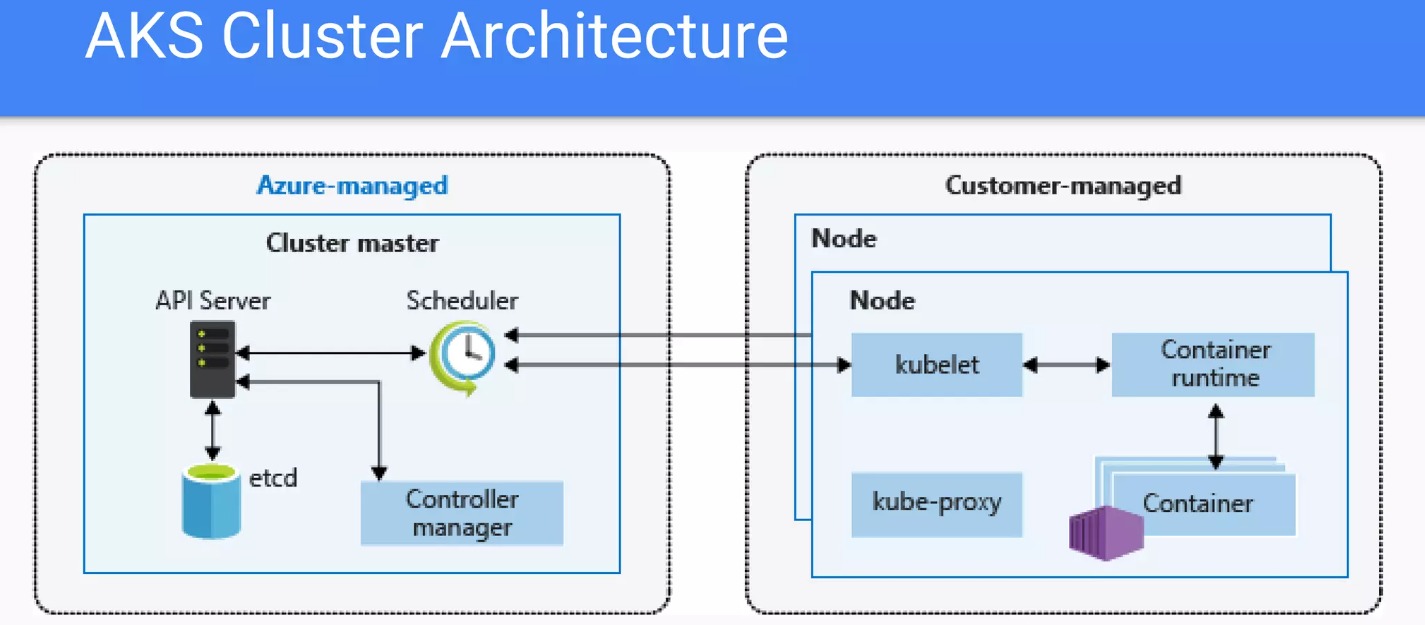 AKS Cluster Architecture
Azure-managed
Cluster master
API Server
Scheduler
etcd
Controller
manager
Customer-managed
Node
Node
kubelet
Container
runtime
kube-proxy
Container